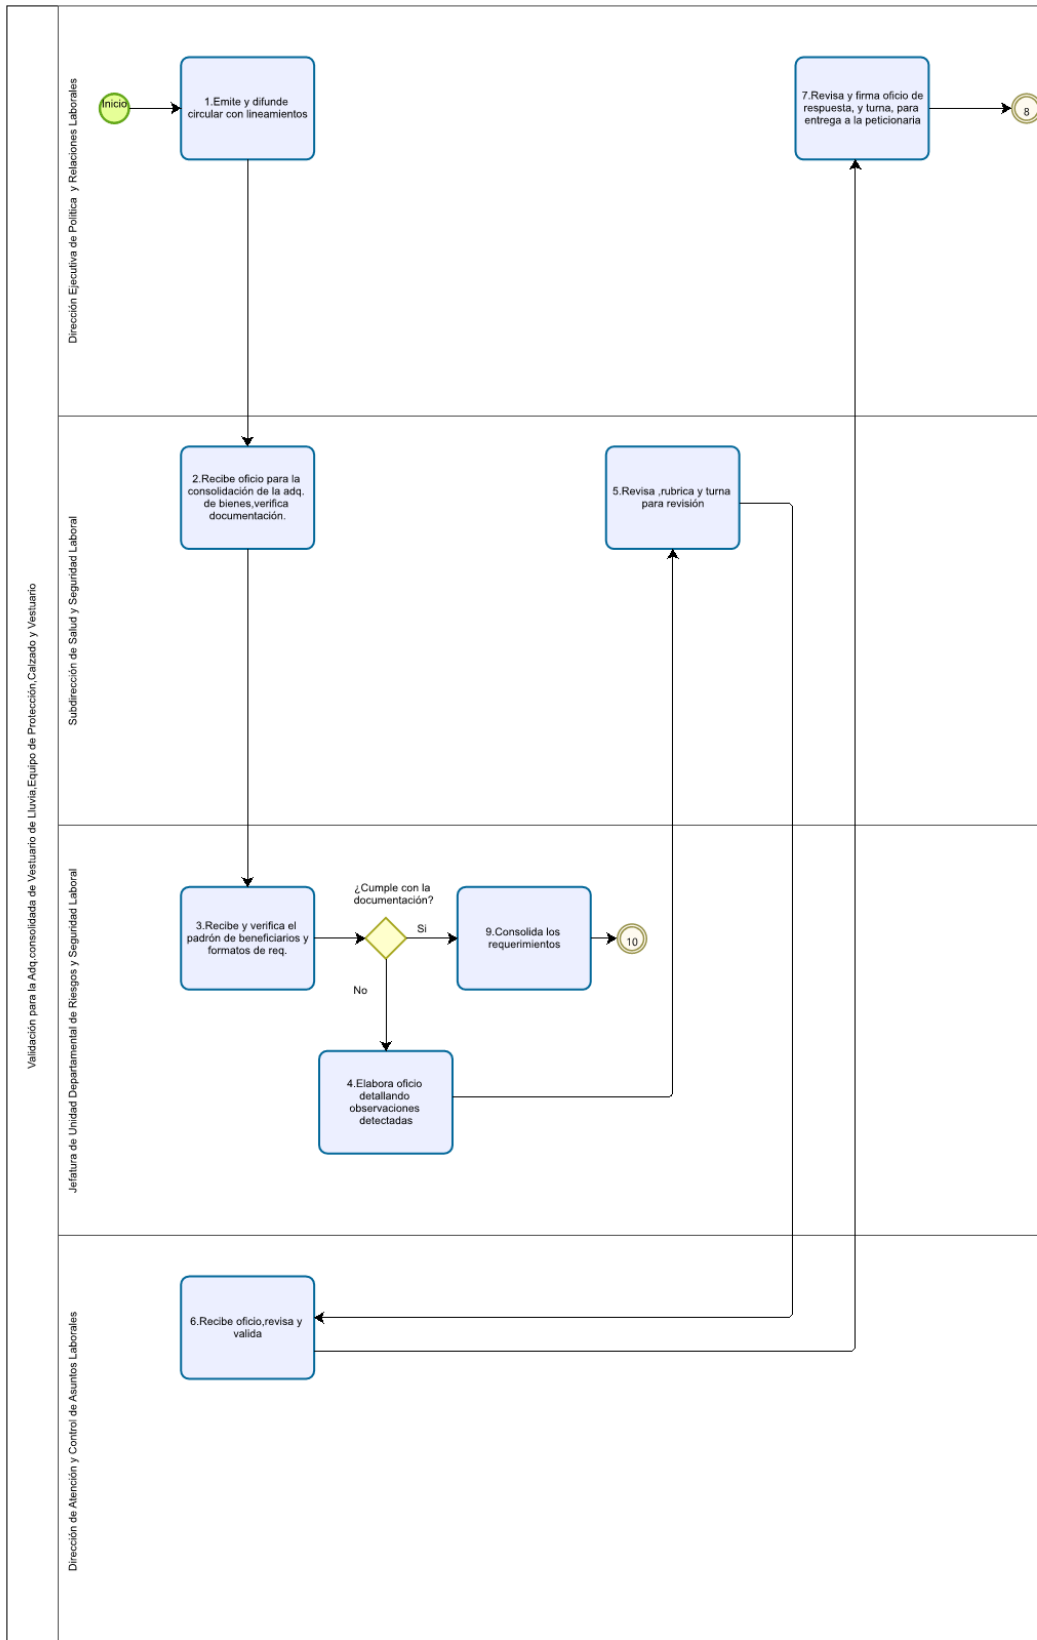 Validación para la Adq.consolidada de Vestuario de Lluvia,Equipo de Protección,Calzado y Vestuario
Dirección Ejecutiva de Política  y Relaciones Laborales
Inicio
1.Emite y difunde
circular con lineamientos
7.Revisa y firma oficio de
respuesta, y turna, para
entrega a la peticionaria
8
Subdirección de Salud y Seguridad Laboral
2.Recibe oficio para la
consolidación de la adq.
de bienes,verifica
documentación.
5.Revisa ,rubrica y turna
para revisión
Jefatura de Unidad Departamental de Riesgos y Seguridad Laboral
3.Recibe y verifica el
padrón de beneficiarios y
formatos de req.
¿Cumple con la
documentación?
Si
No
9.Consolida los
requerimientos
10
4.Elabora oficio
detallando
observaciones
detectadas
Dirección de Atención y Control de Asuntos Laborales
6.Recibe oficio,revisa y
valida